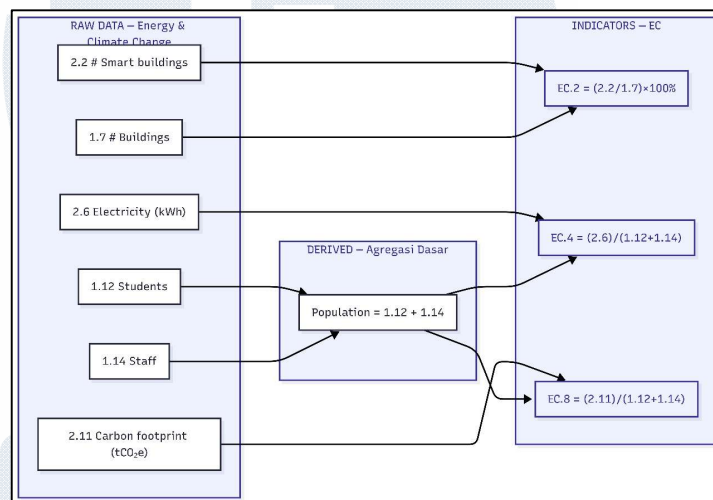 RAW DATA – Energy &
Climate Change
2.2 # Smart buildings
1.7 # Buildings
2.6 Electricity (kWh)
1.12 Students
1.14 Staff
2.11 Carbon footprint
(tCO₂e)
DERIVED – Agregasi Dasar
Population = 1.12 + 1.14
INDICATORS – EC
EC.2 = (2.2/1.7)×100%
EC.4 = (2.6)/(1.12+1.14)
EC.8 = (2.11)/(1.12+1.14)